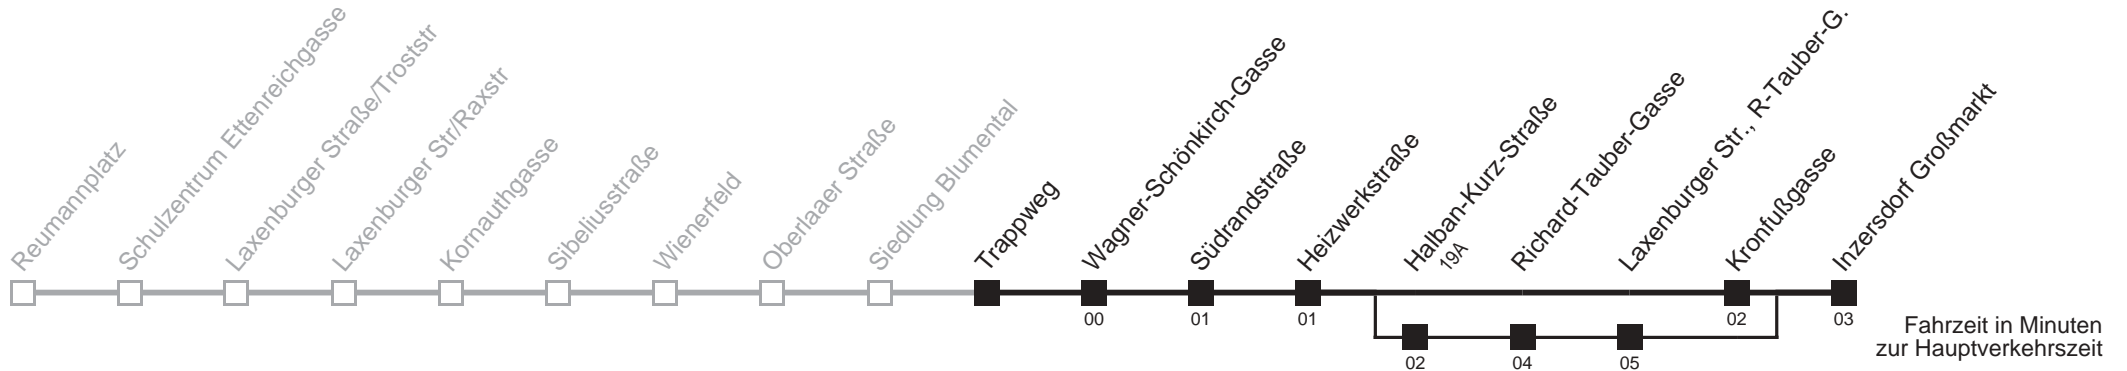 Reumannplatz
Schulzentrum Ettenreichgasse
Laxenburger Straße/Troststr
Laxenburger Str/Raxstr
Kornauthgasse
Sibeliusstraße
Wienerfeld
Oberlaaer Straße
Siedlung Blumental
Trappweg
Wagner-Schönkirch-Gasse
Südrandstraße
Heizwerkstraße
Halban-Kurz-Straße
19A
Richard-Tauber-Gasse
Laxenburger Str., R-Tauber-G.
Kronfußgasse
Inzersdorf Großmarkt
00
01
01
02
03
02
04
05
Fahrzeit in Minuten
zur Hauptverkehrszeit